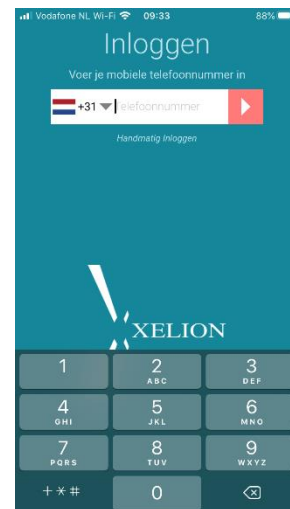 Vodafone NL Wi-Fi 09:33 88%
Inloggen
Voer je mobiele telefoonnummer in
+31 telefoonnummer
Handmatig Inloggen
XELION
1 2 3
ABC DEF
4 5 6
GHI JKL MNO
7 8 9
PQRS TUV WXYZ
+*# 0